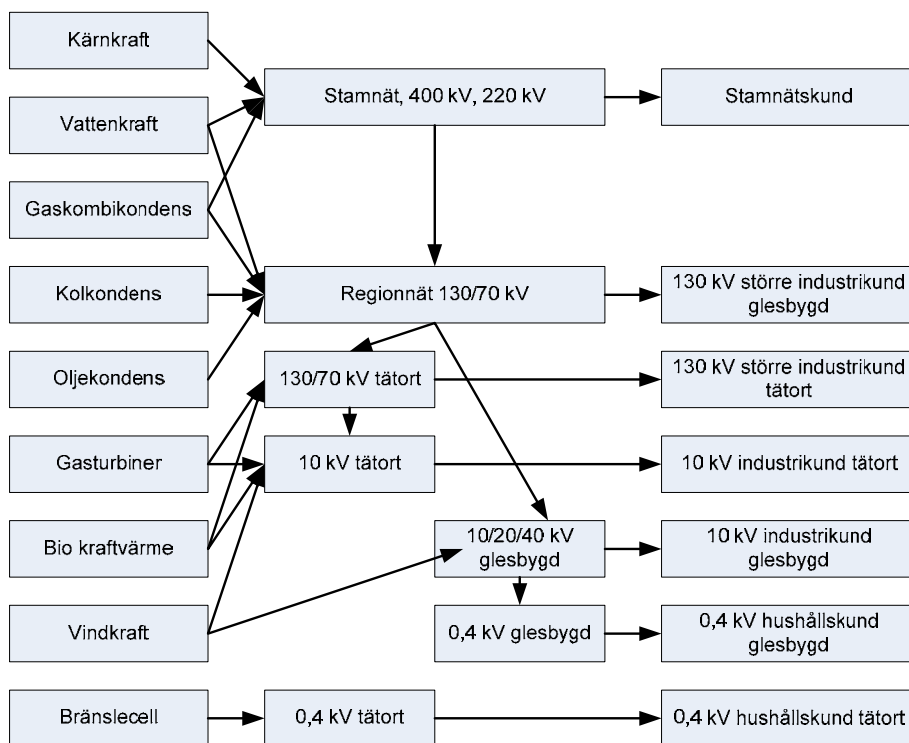 Kärnkraft
Stamnät, 400 kV, 220 kV
Stamnätskund
Vattenkraft
Gaskombikondens
Kolkondens
Regionnät 130/70 kV
130 kV större industrikund
glesbygd
Oljekondens
130/70 kV tätort
130 kV större industrikund
tätort
Gasturbiner
10 kV tätort
10 kV industrikund tätort
Bio kraftvärme
10/20/40 kV
glesbygd
10 kV industrikund
glesbygd
Vindkraft
0,4 kV glesbygd
0,4 kV hushållskund
glesbygd
Bränslecell
0,4 kV tätort
0,4 kV hushållskund tätort